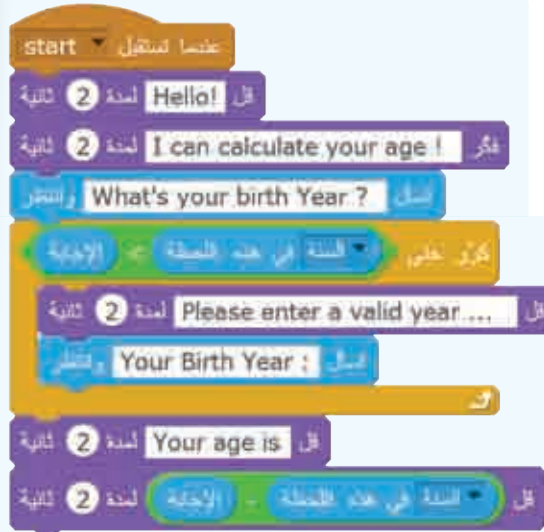 عندما تستقبل start
قل Hello! لمدة 2 ثانية
فكّر I can calculate your age ! لمدة 2 ثانية
اسأل What's your birth Year ? وانتظر
كرّر حتى السنة في هذه اللحظة > الإجابة
قل Please enter a valid year .... لمدة 2 ثانية
اسأل Your Birth Year : وانتظر
قل Your age is لمدة 2 ثانية
قل السنة في هذه اللحظة - الإجابة لمدة 2 ثانية